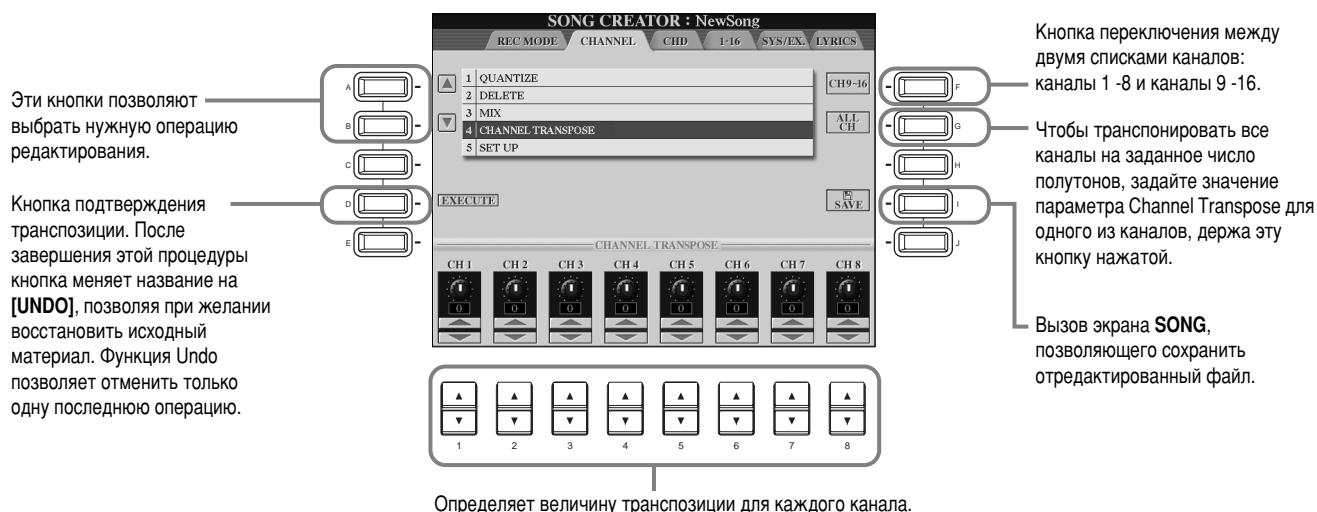 SONG CREATOR : NewSong
REC MODE CHANNEL CHD 1-16 SYS/EX. LYRICS
1 QUANTIZE
2 DELETE
3 MIX
4 CHANNEL TRANSPOSE
5 SET UP
CH9~16
ALL
CH
EXECUTE
SAVE
CHANNEL TRANSPOSE
CH 1 CH 2 CH 3 CH 4 CH 5 CH 6 CH 7 CH 8
0 0 0 0 0 0 0 0
A
B
C
D
E
F
G
H
I
J
1 2 3 4 5 6 7 8
Эти кнопки позволяют
выбрать нужную операцию
редактирования.
Кнопка подтверждения
транспозиции. После
завершения этой процедуры
кнопка меняет название на
[UNDO], позволяя при желании
восстановить исходный
материал. Функция Undo
позволяет отменить только
одну последнюю операцию.
Кнопка переключения между
двумя списками каналов:
каналы 1 -8 и каналы 9 -16.
Чтобы транспонировать все
каналы на заданное число
полутонов, задайте значение
параметра Channel Transpose для
одного из каналов, держа эту
кнопку нажатой.
Вызов экрана SONG,
позволяющего сохранить
отредактированный файл.
Определяет величину транспозиции для каждого канала.